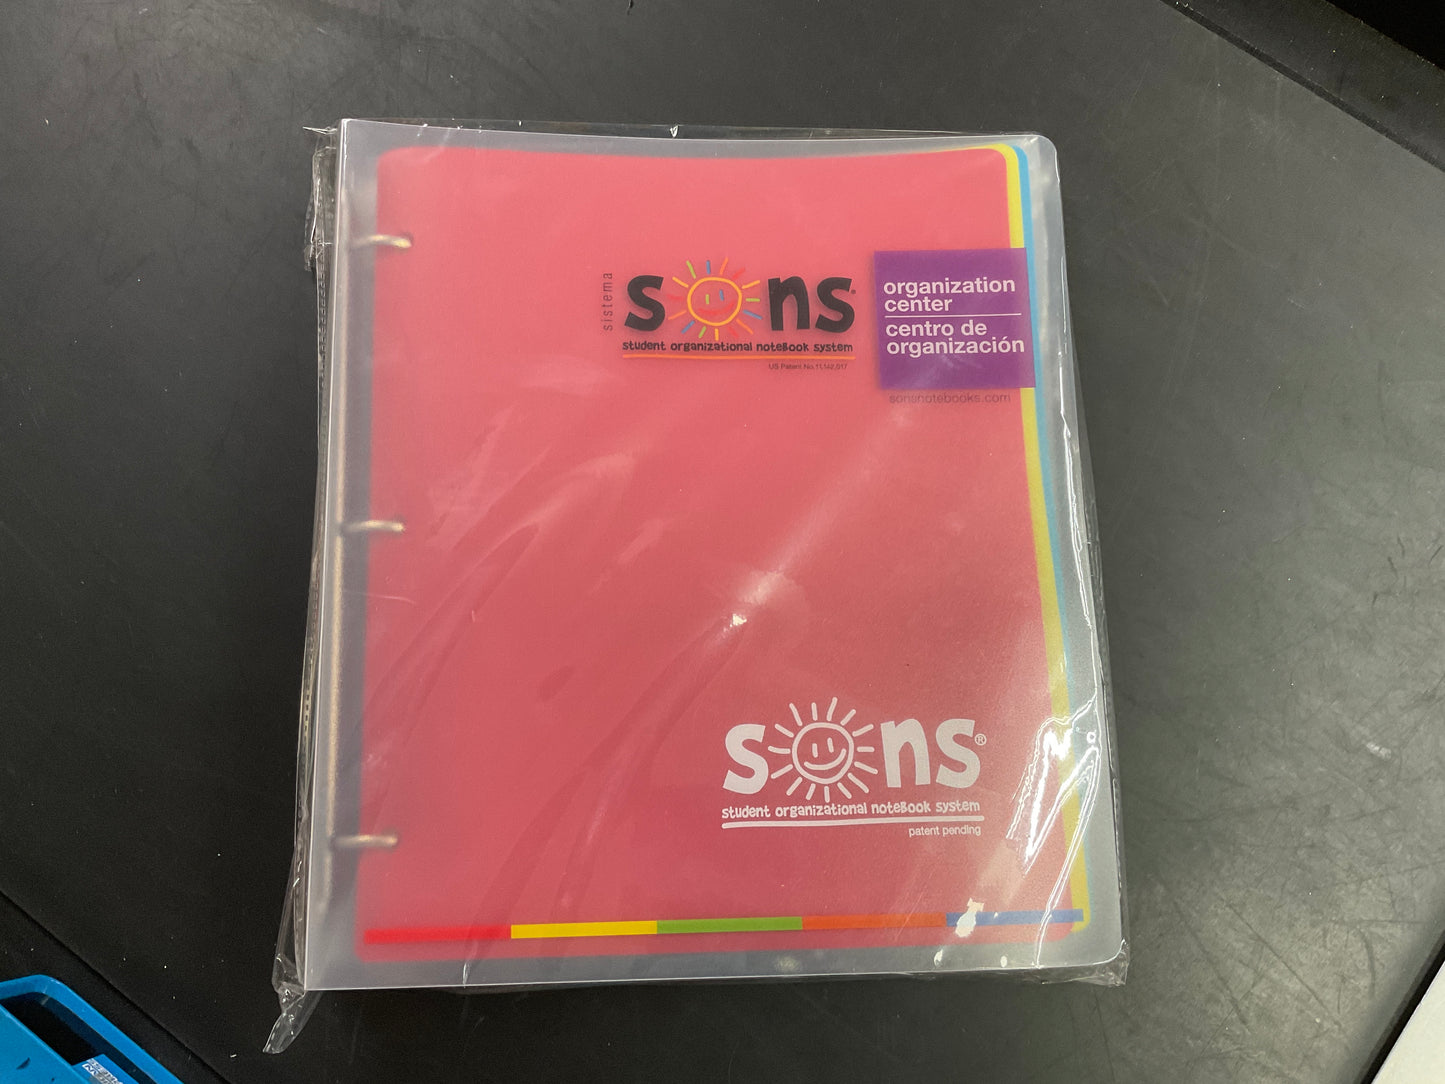 sistema
sons®
student organizational notebook system
US Patent No.11,142,017
organization
center
centro de
organización
sonsnotebooks.com
sons®
student organizational notebook system
patent pending